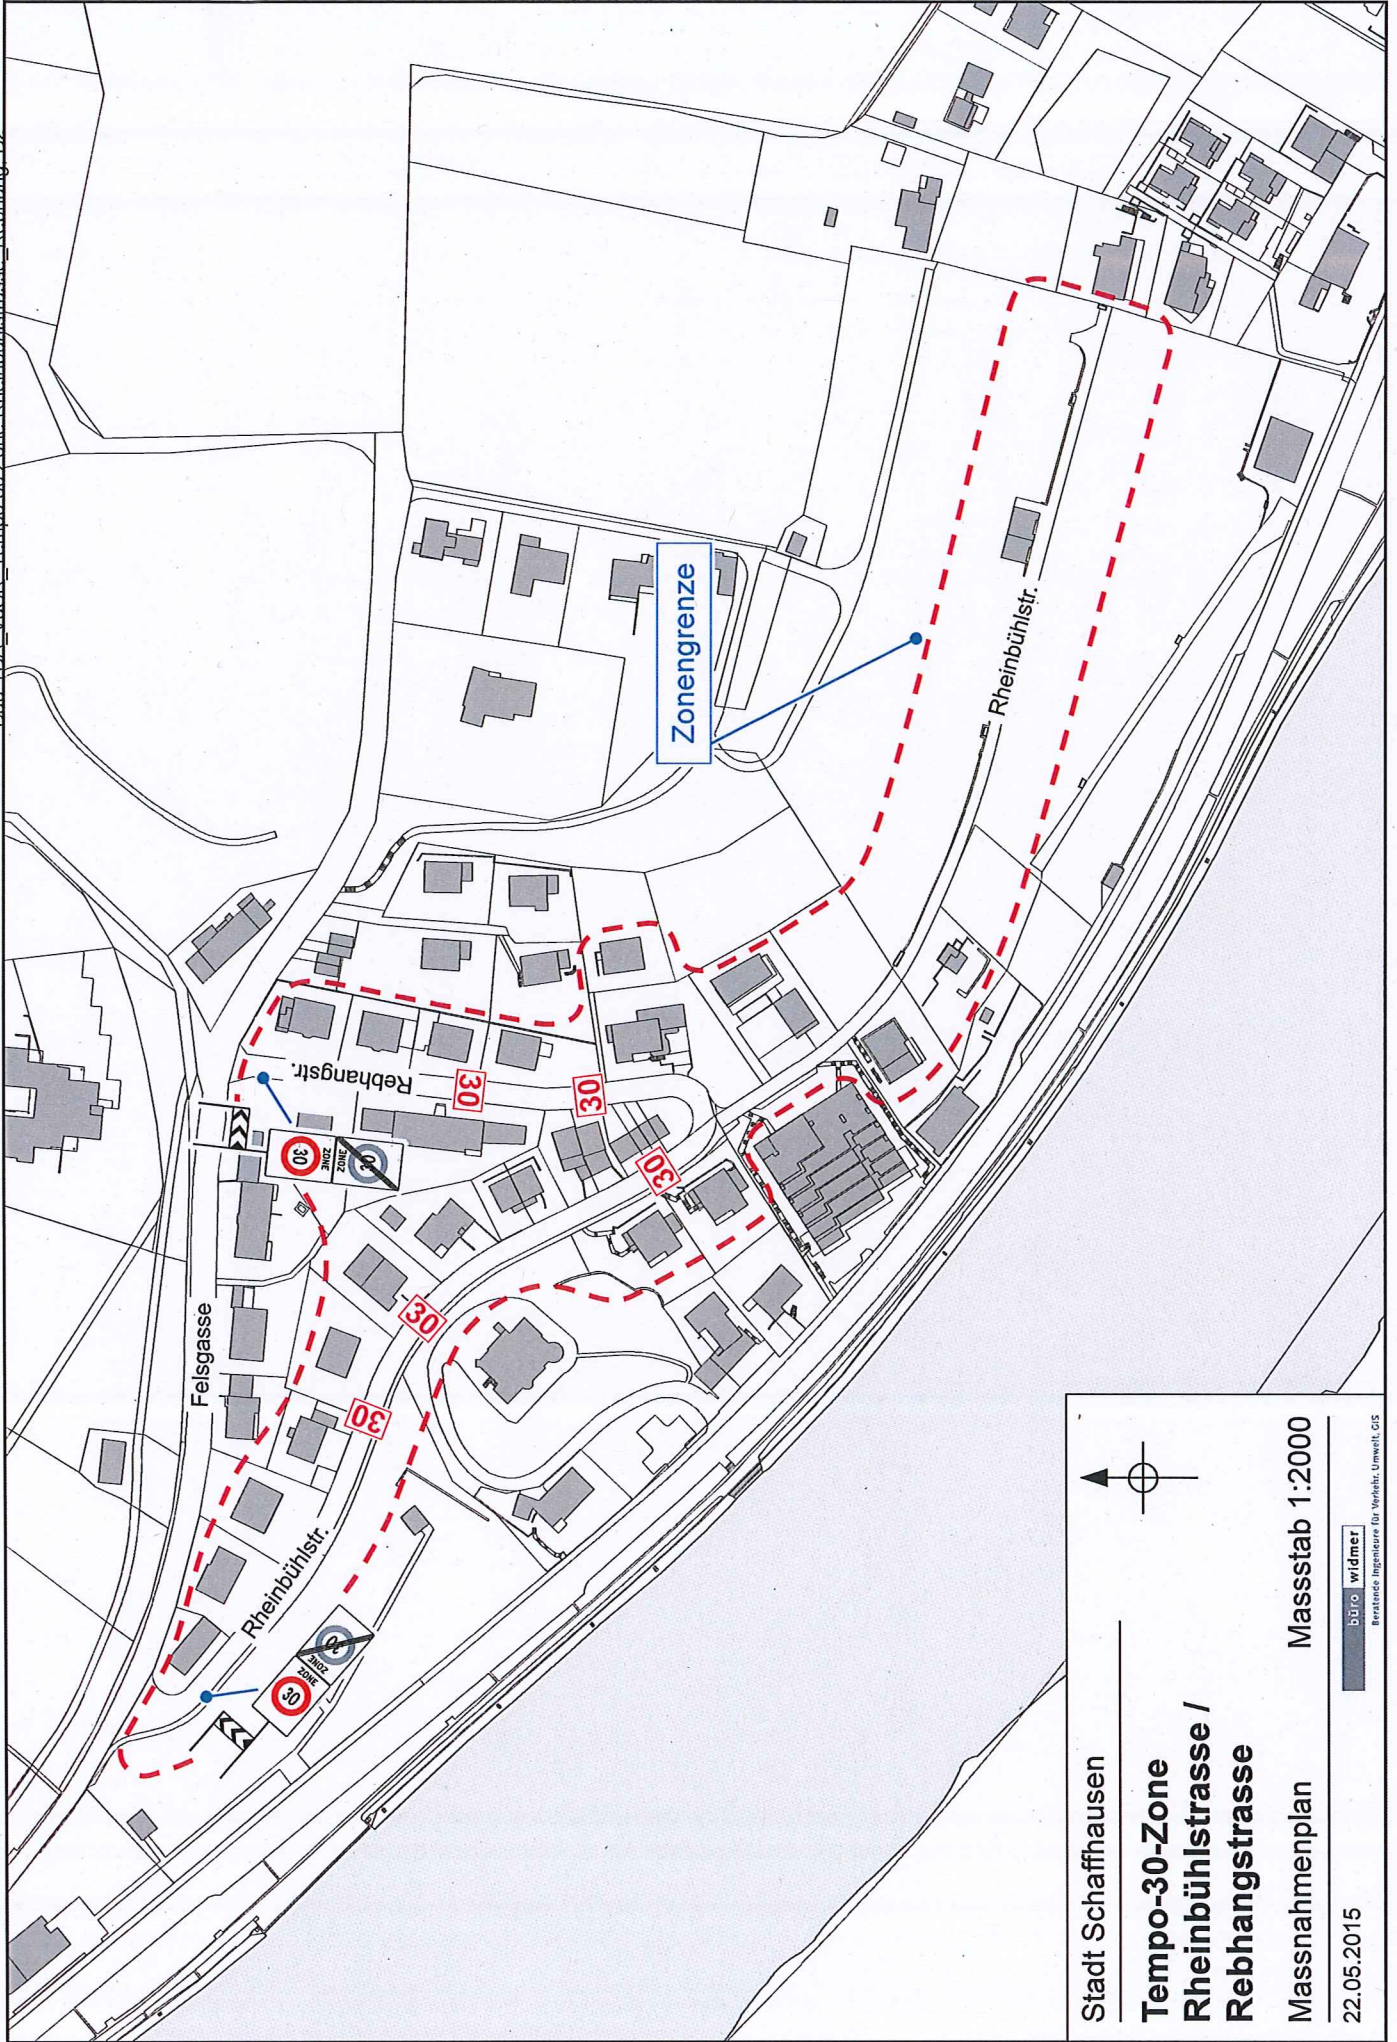 Zonengrenze
Felsgasse
Rebhangstr.
Rheinbühlstr.
Rheinbühlstr.
30
ZONE
30
ZONE
30
ZONE
30
ZONE
30
30
30
30
30
Stadt Schaffhausen
Tempo-30-Zone
Rheinbühlstrasse /
Rebhangstrasse
Massnahmenplan Massstab 1:2000
22.05.2015
büro widmer
Beratende Ingenieure für Verkehr, Umwelt, GIS